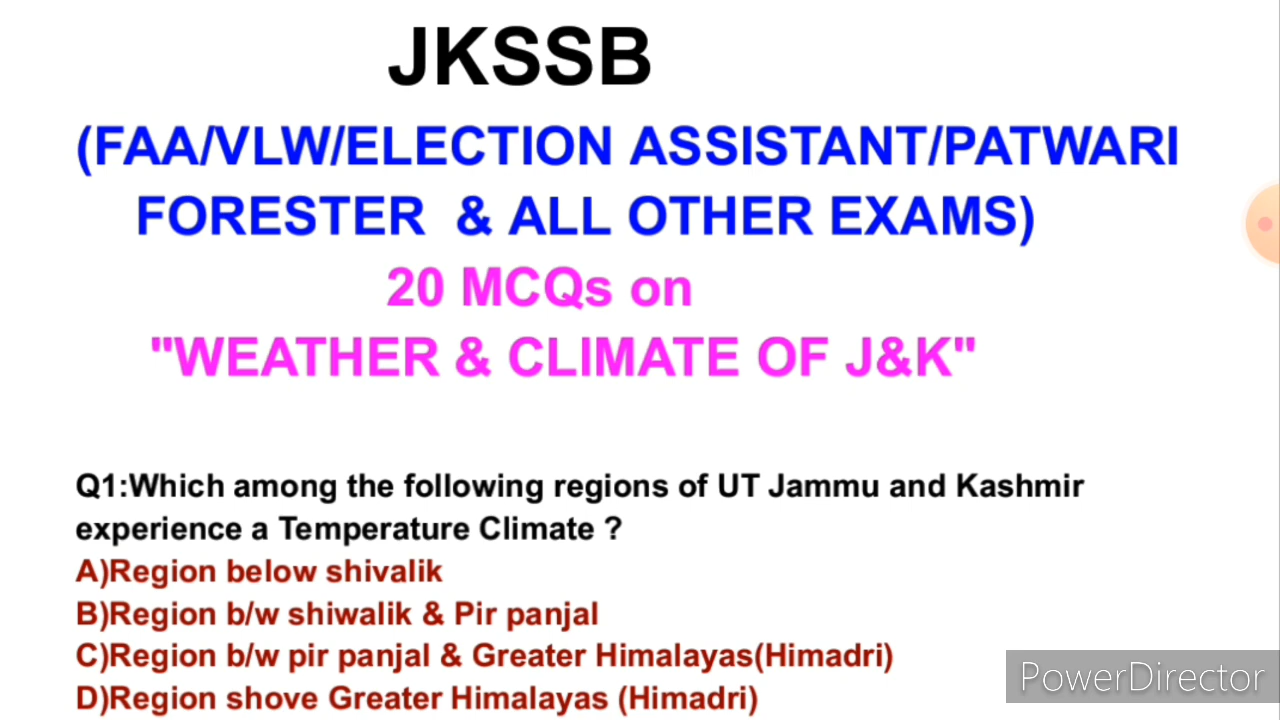 JKSSB
(FAA/VLW/ELECTION ASSISTANT/PATWARI
FORESTER & ALL OTHER EXAMS)
20 MCQs on
"WEATHER & CLIMATE OF J&K"
Q1:Which among the following regions of UT Jammu and Kashmir
experience a Temperature Climate ?
A)Region below shivalik
B)Region b/w shiwalik & Pir panjal
C)Region b/w pir panjal & Greater Himalayas(Himadri)
D)Region shove Greater Himalayas (Himadri)
PowerDirector